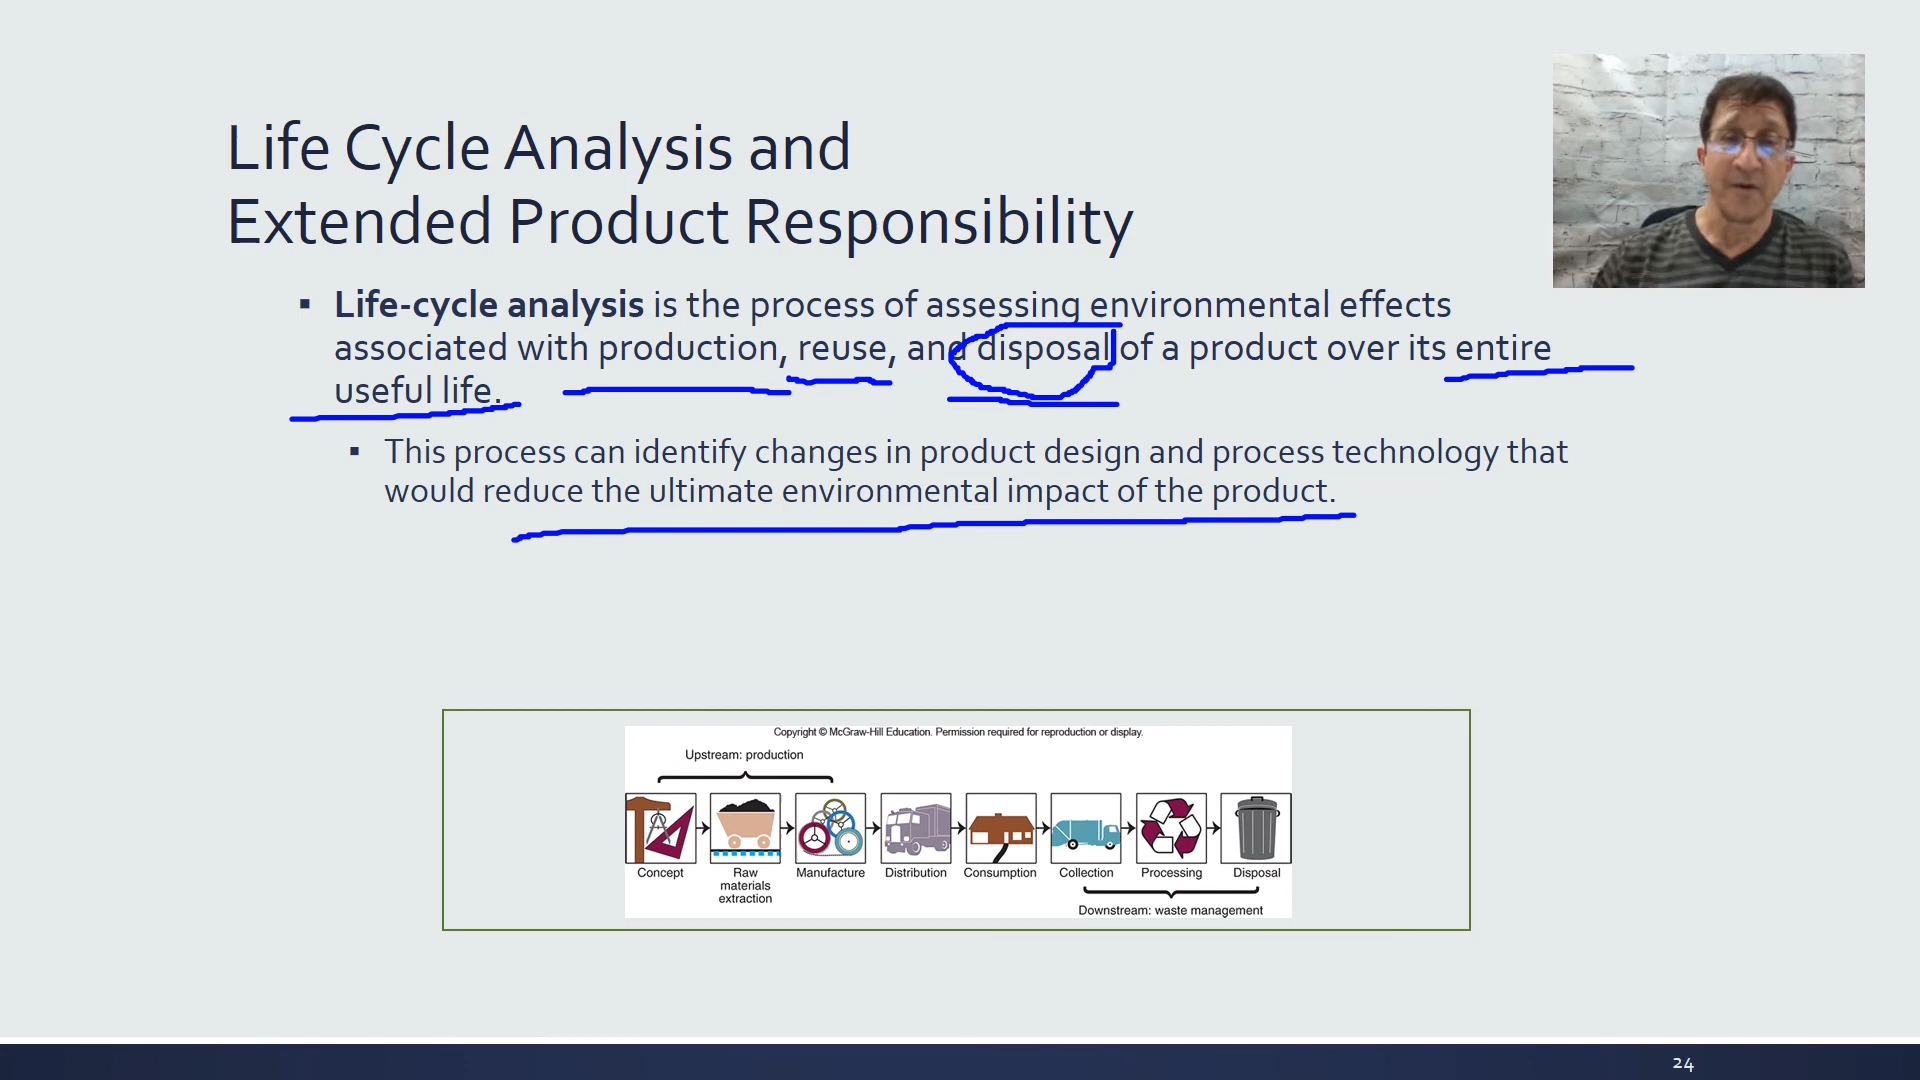 Life Cycle Analysis and
Extended Product Responsibility
▪ Life-cycle analysis is the process of assessing environmental effects
associated with production, reuse, and disposal of a product over its entire
useful life.
▪ This process can identify changes in product design and process technology that
would reduce the ultimate environmental impact of the product.
Copyright © McGraw-Hill Education. Permission required for reproduction or display.
Upstream: production
Concept
Raw
materials
extraction
Manufacture
Distribution
Consumption
Collection
Processing
Disposal
Downstream: waste management
24